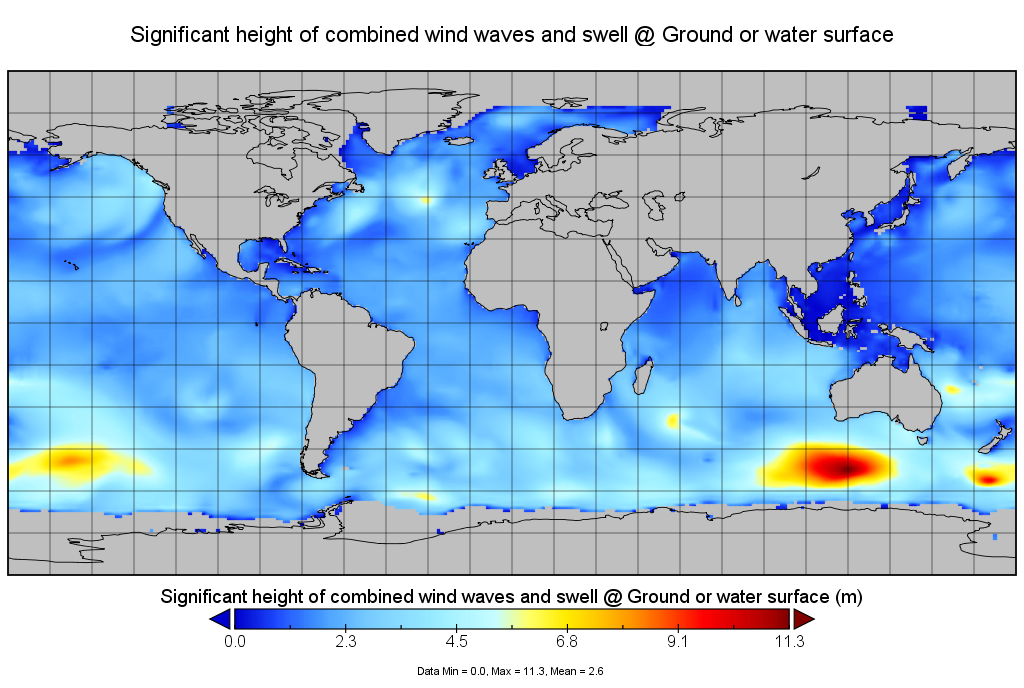 Significant height of combined wind waves and swell @ Ground or water surface
Significant height of combined wind waves and swell @ Ground or water surface (m)
0.0 2.3 4.5 6.8 9.1 11.3
Data Min = 0.0, Max = 11.3, Mean = 2.6